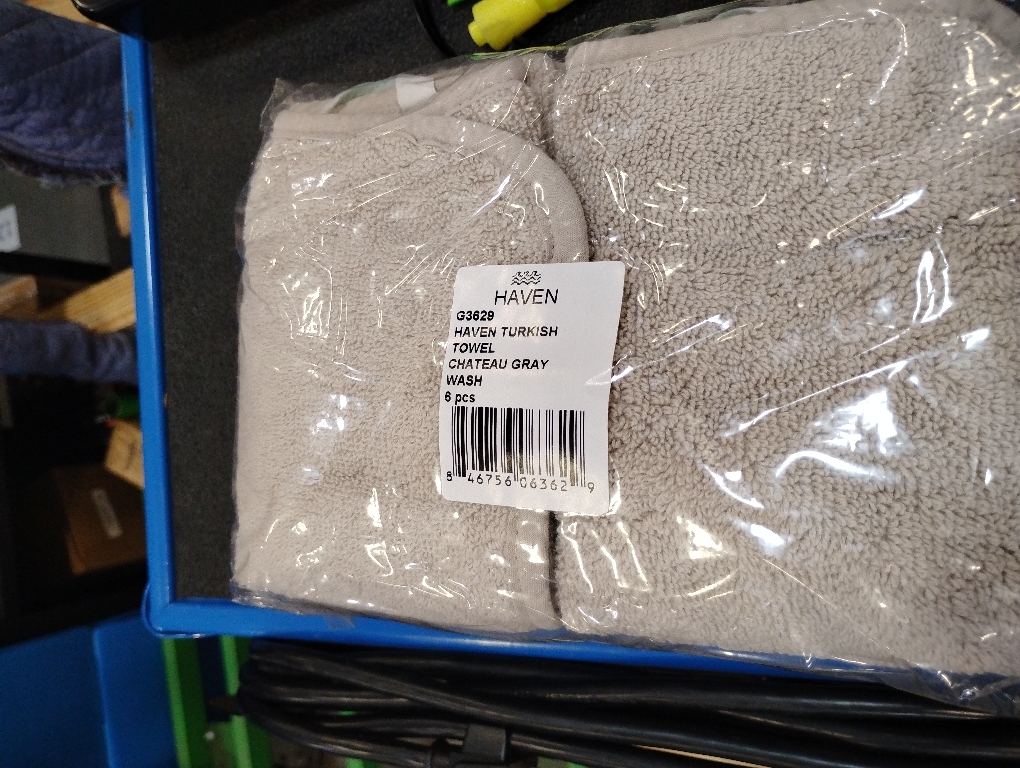 HAVEN
G3629
HAVEN TURKISH
TOWEL
CHATEAU GRAY
WASH
6 pcs
8 46756 06362 9